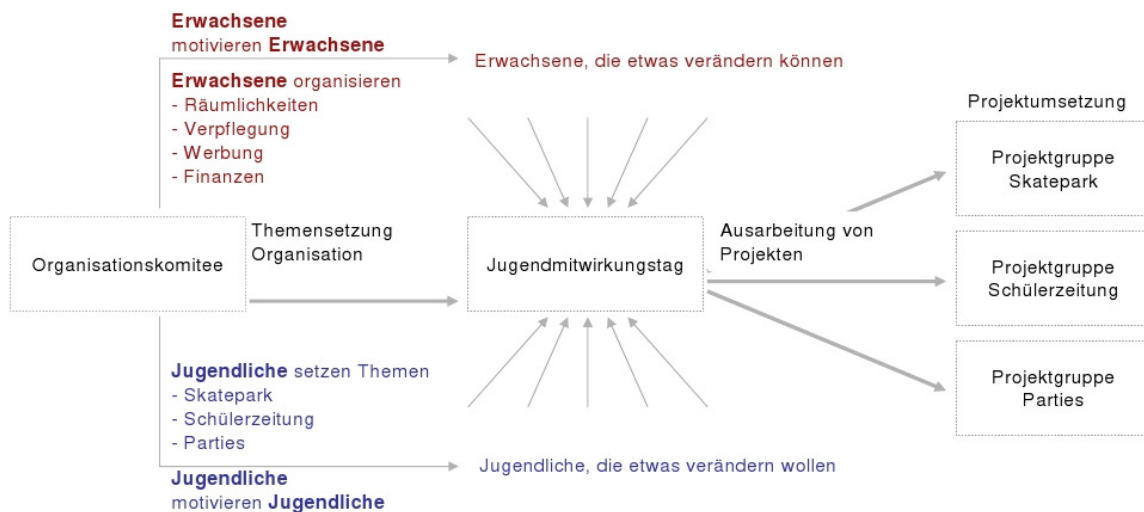 Erwachsene
motivieren Erwachsene
Erwachsene, die etwas verändern können
Erwachsene organisieren
- Räumlichkeiten
- Verpflegung
- Werbung
- Finanzen
Organisationskomitee
Themensetzung
Organisation
Jugendmitwirkungstag
Ausarbeitung von
Projekten
Projektumsetzung
Projektgruppe
Skatepark
Projektgruppe
Schülerzeitung
Projektgruppe
Parties
Jugendliche setzen Themen
- Skatepark
- Schülerzeitung
- Parties
Jugendliche
motivieren Jugendliche
Jugendliche, die etwas verändern wollen